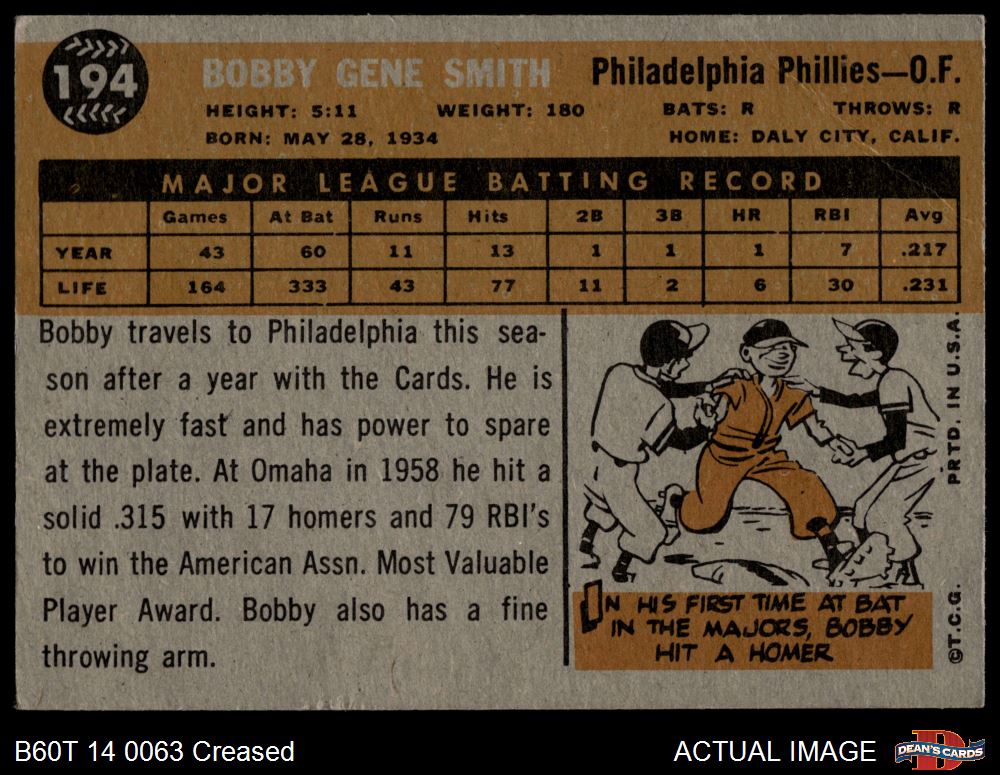 194
BOBBY GENE SMITH
Philadelphia Phillies—O.F.
HEIGHT: 5:11 WEIGHT: 180 BATS: R THROWS: R
BORN: MAY 28, 1934 HOME: DALY CITY, CALIF.
MAJOR LEAGUE BATTING RECORD
Games At Bat Runs Hits 2B 3B HR RBI Avg
YEAR 43 60 11 13 1 1 1 7 .217
LIFE 164 333 43 77 11 2 6 30 .231
Bobby travels to Philadelphia this sea-
son after a year with the Cards. He is
extremely fast and has power to spare
at the plate. At Omaha in 1958 he hit a
solid .315 with 17 homers and 79 RBI's
to win the American Assn. Most Valuable
Player Award. Bobby also has a fine
throwing arm.
IN HIS FIRST TIME AT BAT
IN THE MAJORS, BOBBY
HIT A HOMER
©T.C.G. PRTD. IN U.S.A.
B60T 14 0063 Creased
ACTUAL IMAGE
D
DEAN'S CARDS